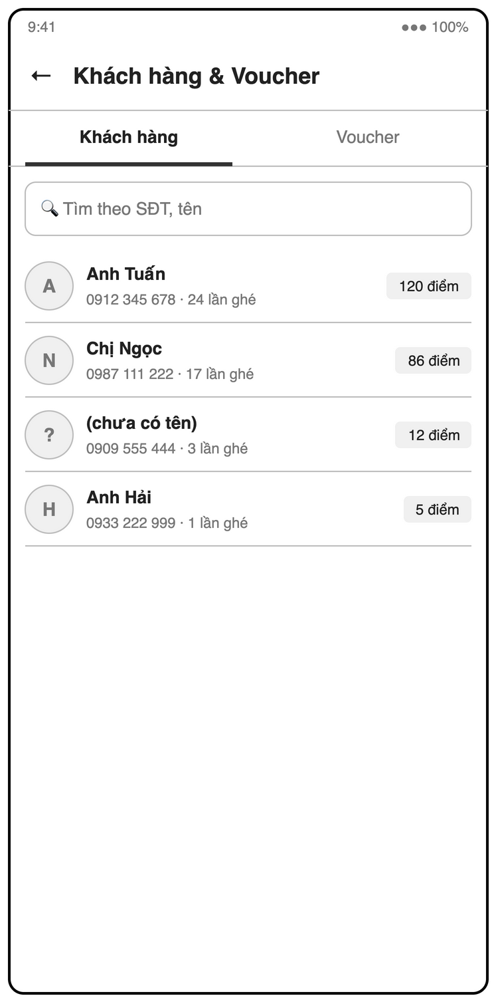 9:41 ●●● 100%
← Khách hàng & Voucher
Khách hàng Voucher
🔍 Tìm theo SĐT, tên
A Anh Tuấn
0912 345 678 · 24 lần ghé 120 điểm
N Chị Ngọc
0987 111 222 · 17 lần ghé 86 điểm
? (chưa có tên)
0909 555 444 · 3 lần ghé 12 điểm
H Anh Hải
0933 222 999 · 1 lần ghé 5 điểm